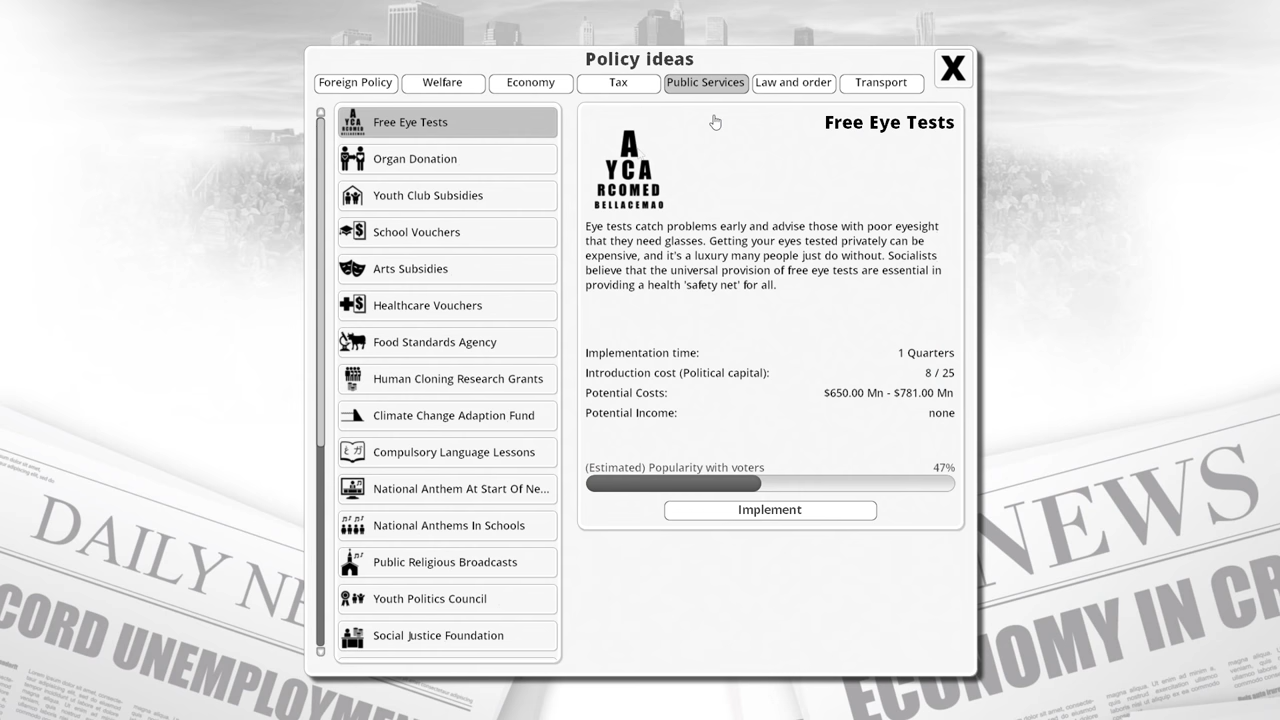 Policy ideas
X
Foreign Policy
Welfare
Economy
Tax
Public Services
Law and order
Transport
Free Eye Tests
Organ Donation
Youth Club Subsidies
School Vouchers
Arts Subsidies
Healthcare Vouchers
Food Standards Agency
Human Cloning Research Grants
Climate Change Adaption Fund
Compulsory Language Lessons
National Anthem At Start Of Ne...
National Anthems In Schools
Public Religious Broadcasts
Youth Politics Council
Social Justice Foundation
Free Eye Tests
A
YCA
RCOMED
BELLACEMAO
Eye tests catch problems early and advise those with poor eyesight
that they need glasses. Getting your eyes tested privately can be
expensive, and it's a luxury many people just do without. Socialists
believe that the universal provision of free eye tests are essential in
providing a health 'safety net' for all.
Implementation time: 1 Quarters
Introduction cost (Political capital): 8 / 25
Potential Costs: $650.00 Mn - $781.00 Mn
Potential Income: none
(Estimated) Popularity with voters 47%
Implement
DAILY NE
CORD UNEMPLOYM
NEWS
ECONOMY IN CR